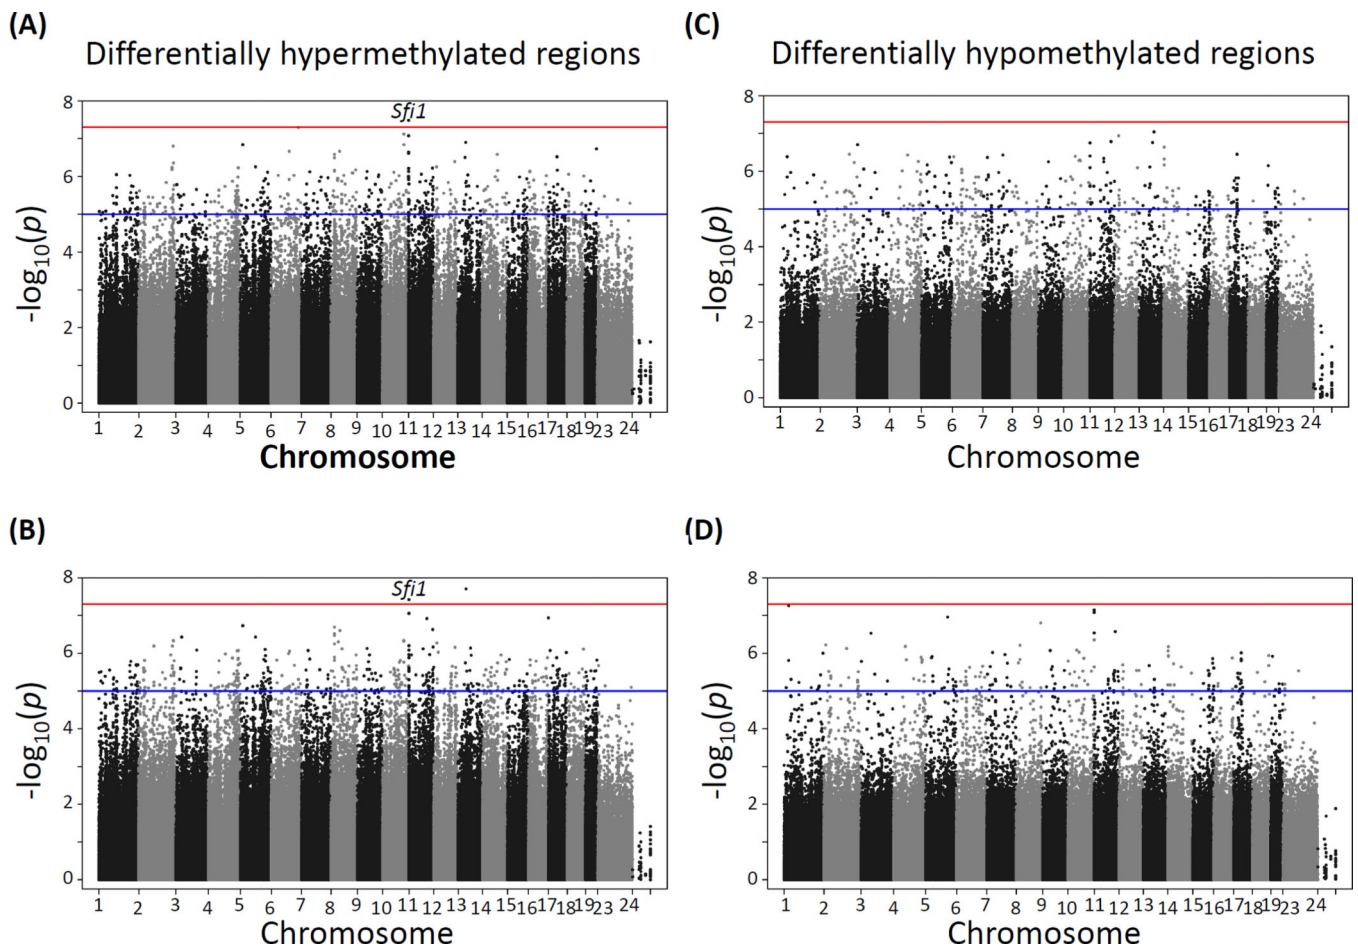 (A)
Differentially hypermethylated regions
8
6
4
2
0
-log10(p)
Sfi1
1 2 3 4 5 6 7 8 9 10 11 12 13 14 15 16 17 18 19 23 24
Chromosome
(C)
Differentially hypomethylated regions
8
6
4
2
0
-log10(p)
1 2 3 4 5 6 7 8 9 10 11 12 13 14 15 16 17 18 19 23 24
Chromosome
(B)
8
6
4
2
0
-log10(p)
Sfi1
1 2 3 4 5 6 7 8 9 10 11 12 13 14 15 16 17 18 19 23 24
Chromosome
(D)
8
6
4
2
0
-log10(p)
1 2 3 4 5 6 7 8 9 10 11 12 13 14 15 16 17 18 19 23 24
Chromosome